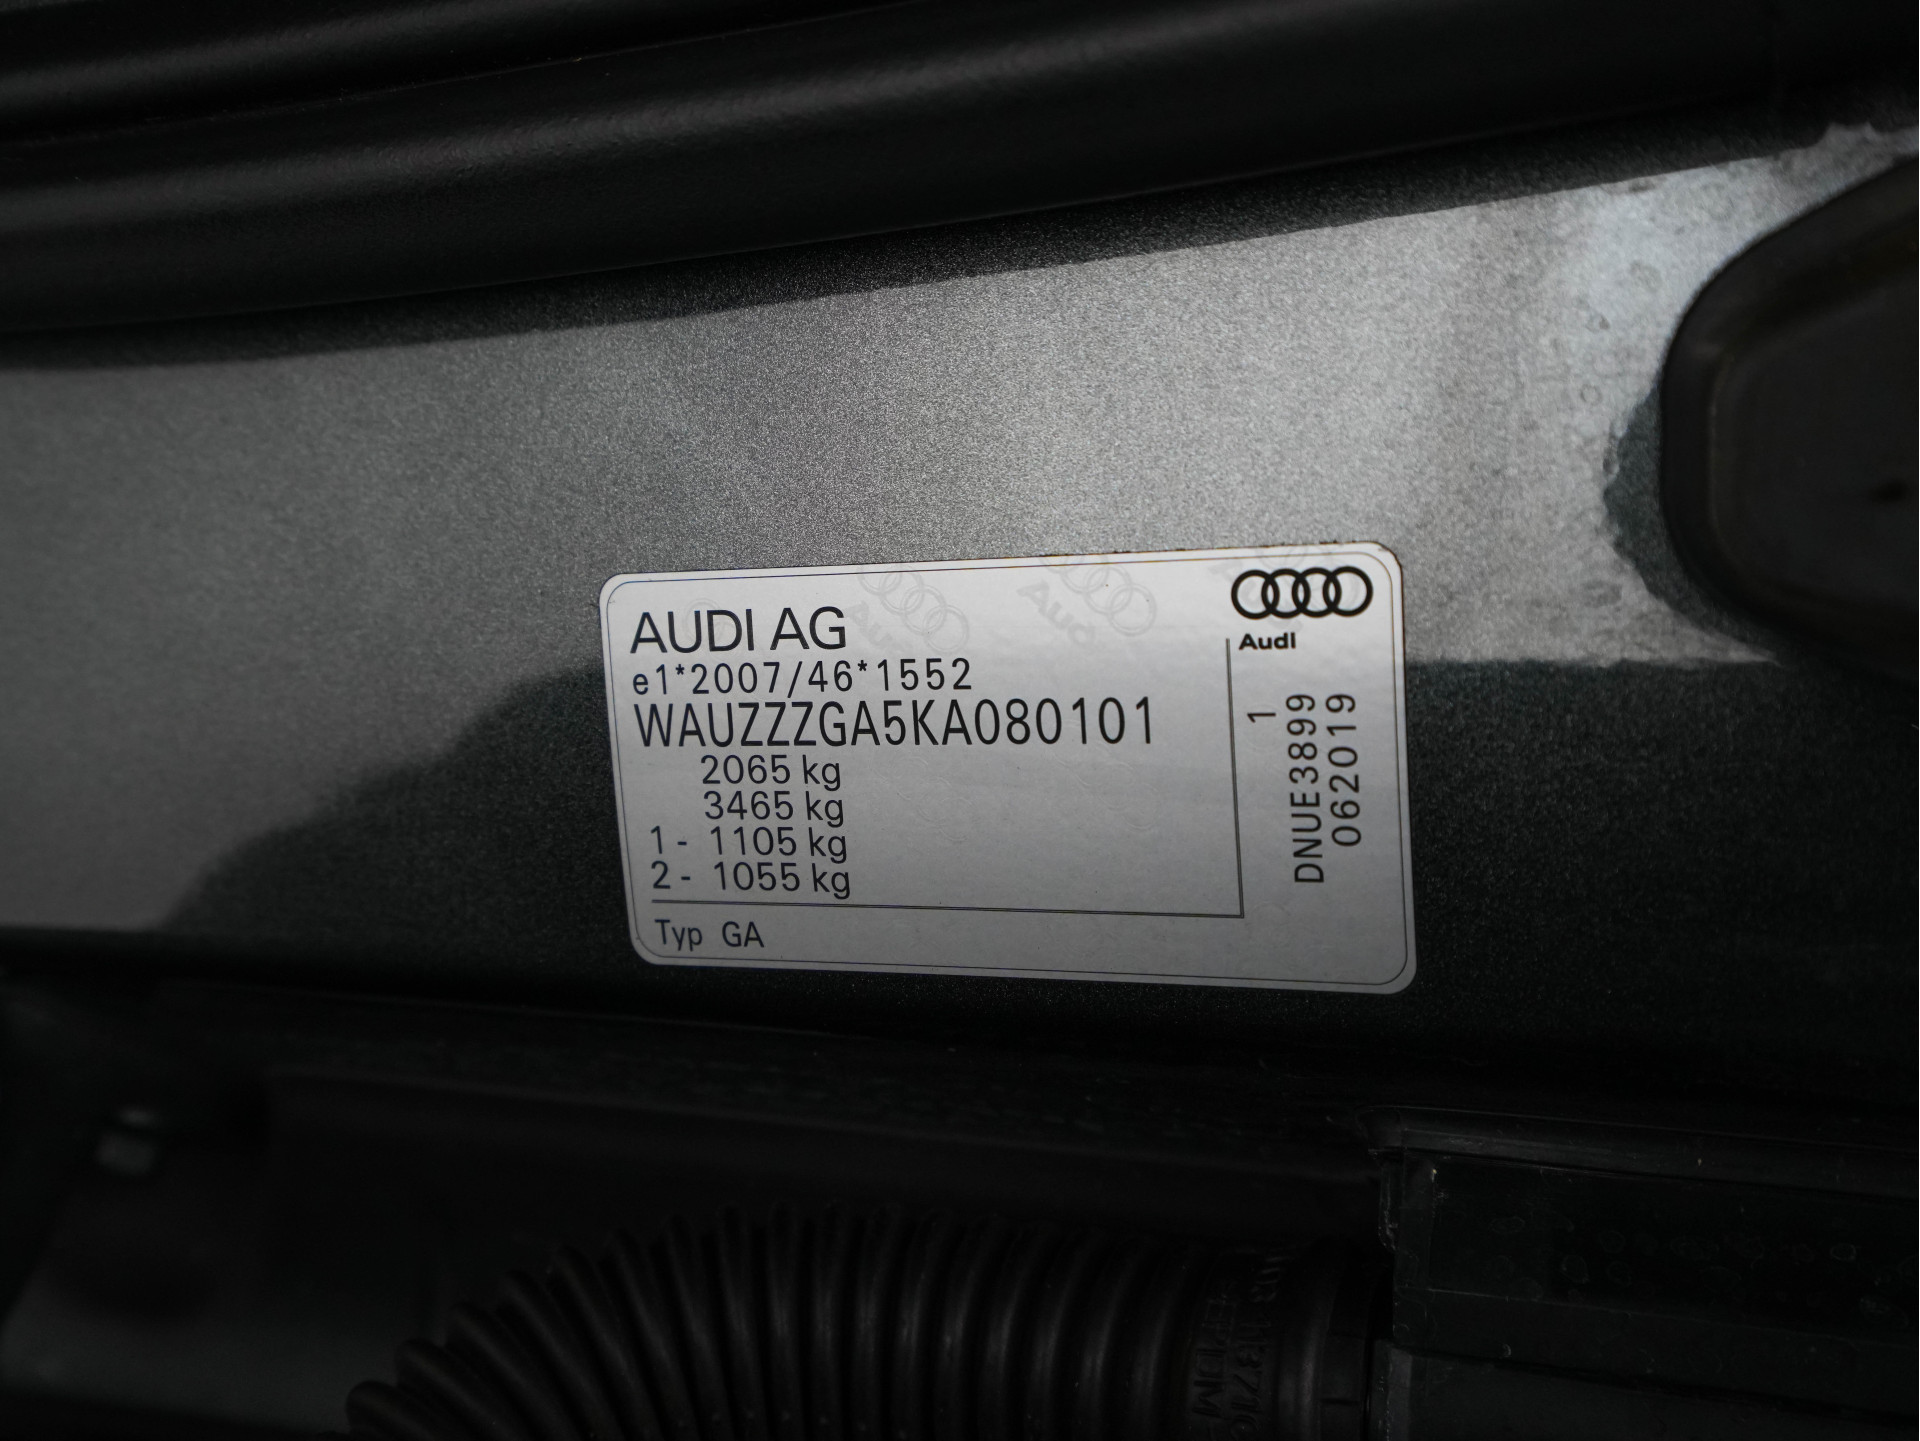 AUDI AG
e1*2007/46*1552
WAUZZZGA5KA080101
2065 kg
3465 kg
1 - 1105 kg
2 - 1055 kg
Typ GA
Audi
1
DNUE3899
062019